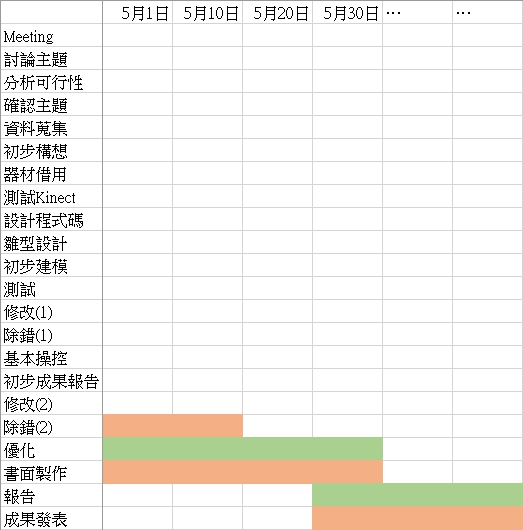 5月1日 5月10日 5月20日 5月30日 … …
Meeting
討論主題
分析可行性
確認主題
資料蒐集
初步構想
器材借用
測試Kinect
設計程式碼
雛型設計
初步建模
測試
修改(1)
除錯(1)
基本操控
初步成果報告
修改(2)
除錯(2)
優化
書面製作
報告
成果發表